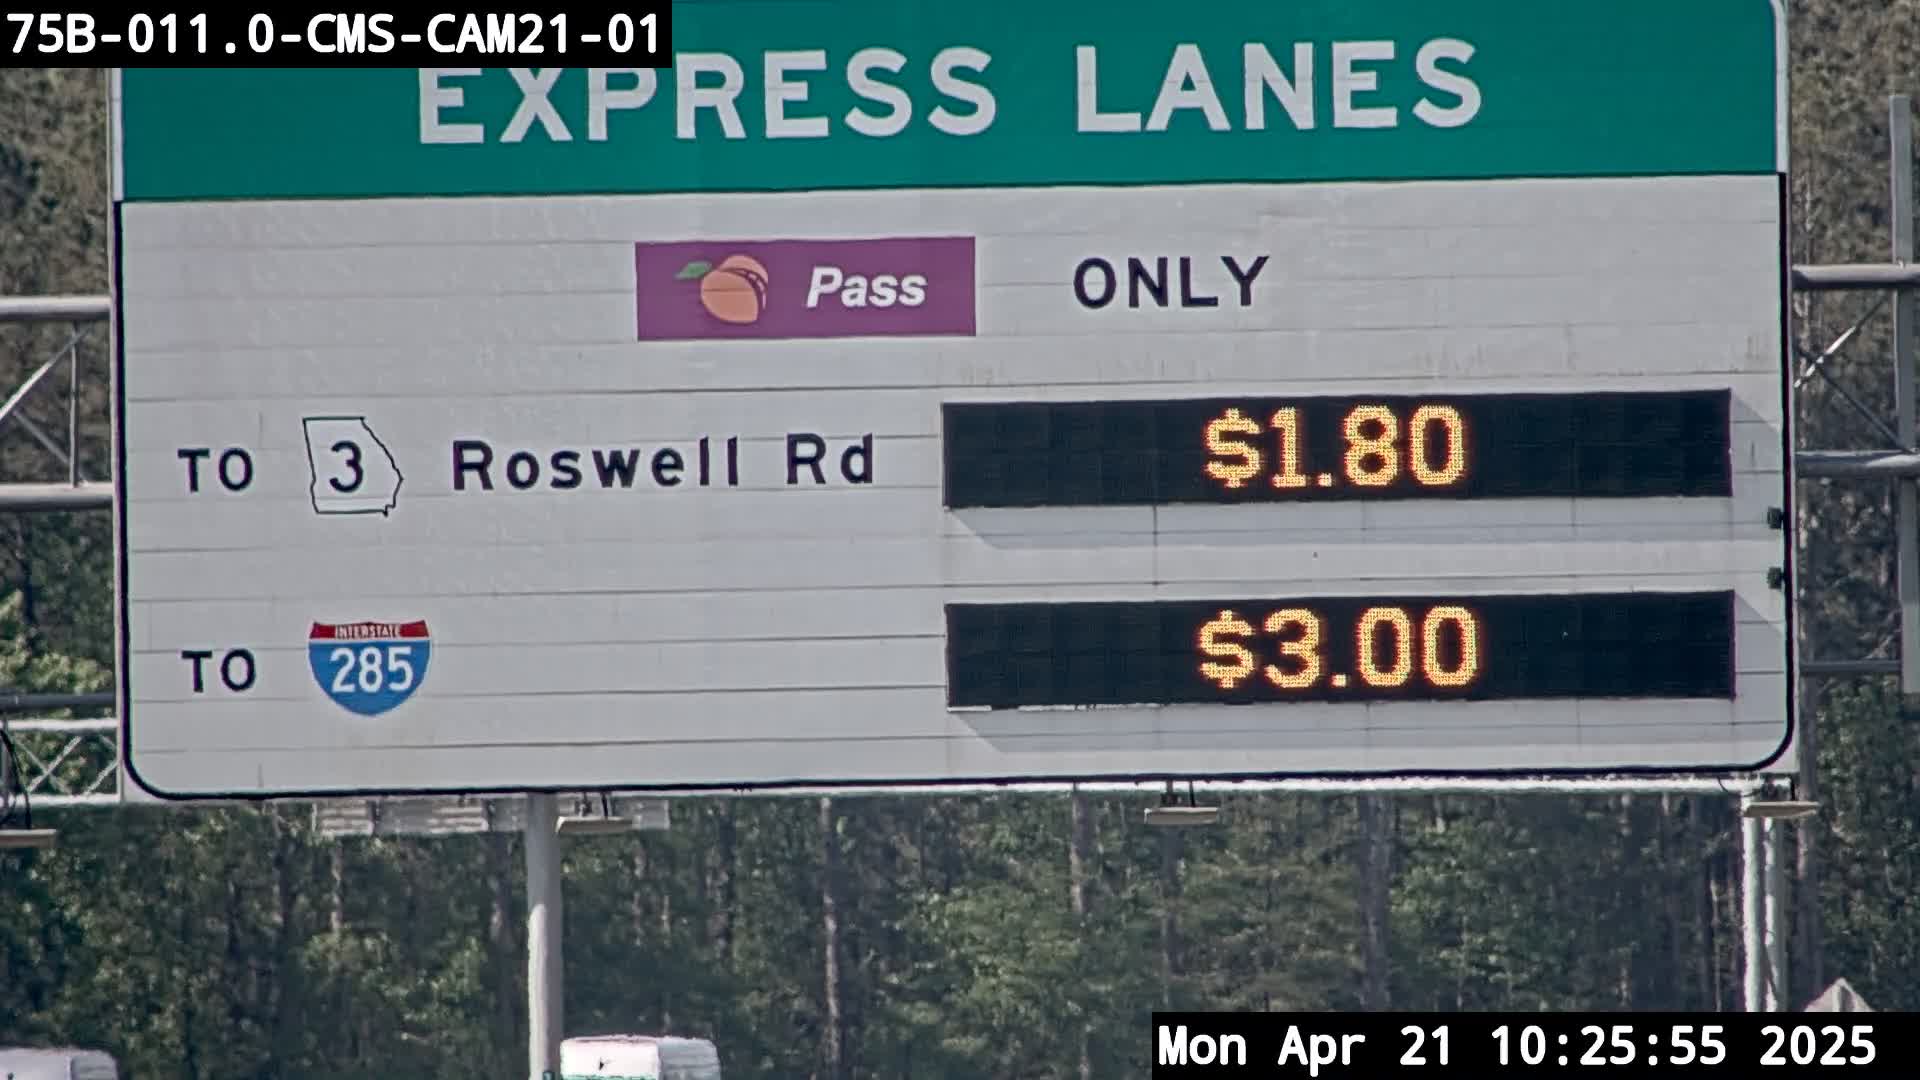 75B-011.0-CMS-CAM21-01
EXPRESS LANES
Pass ONLY
TO 3 Roswell Rd $1.80
INTERSTATE
TO 285 $3.00
Mon Apr 21 10:25:55 2025